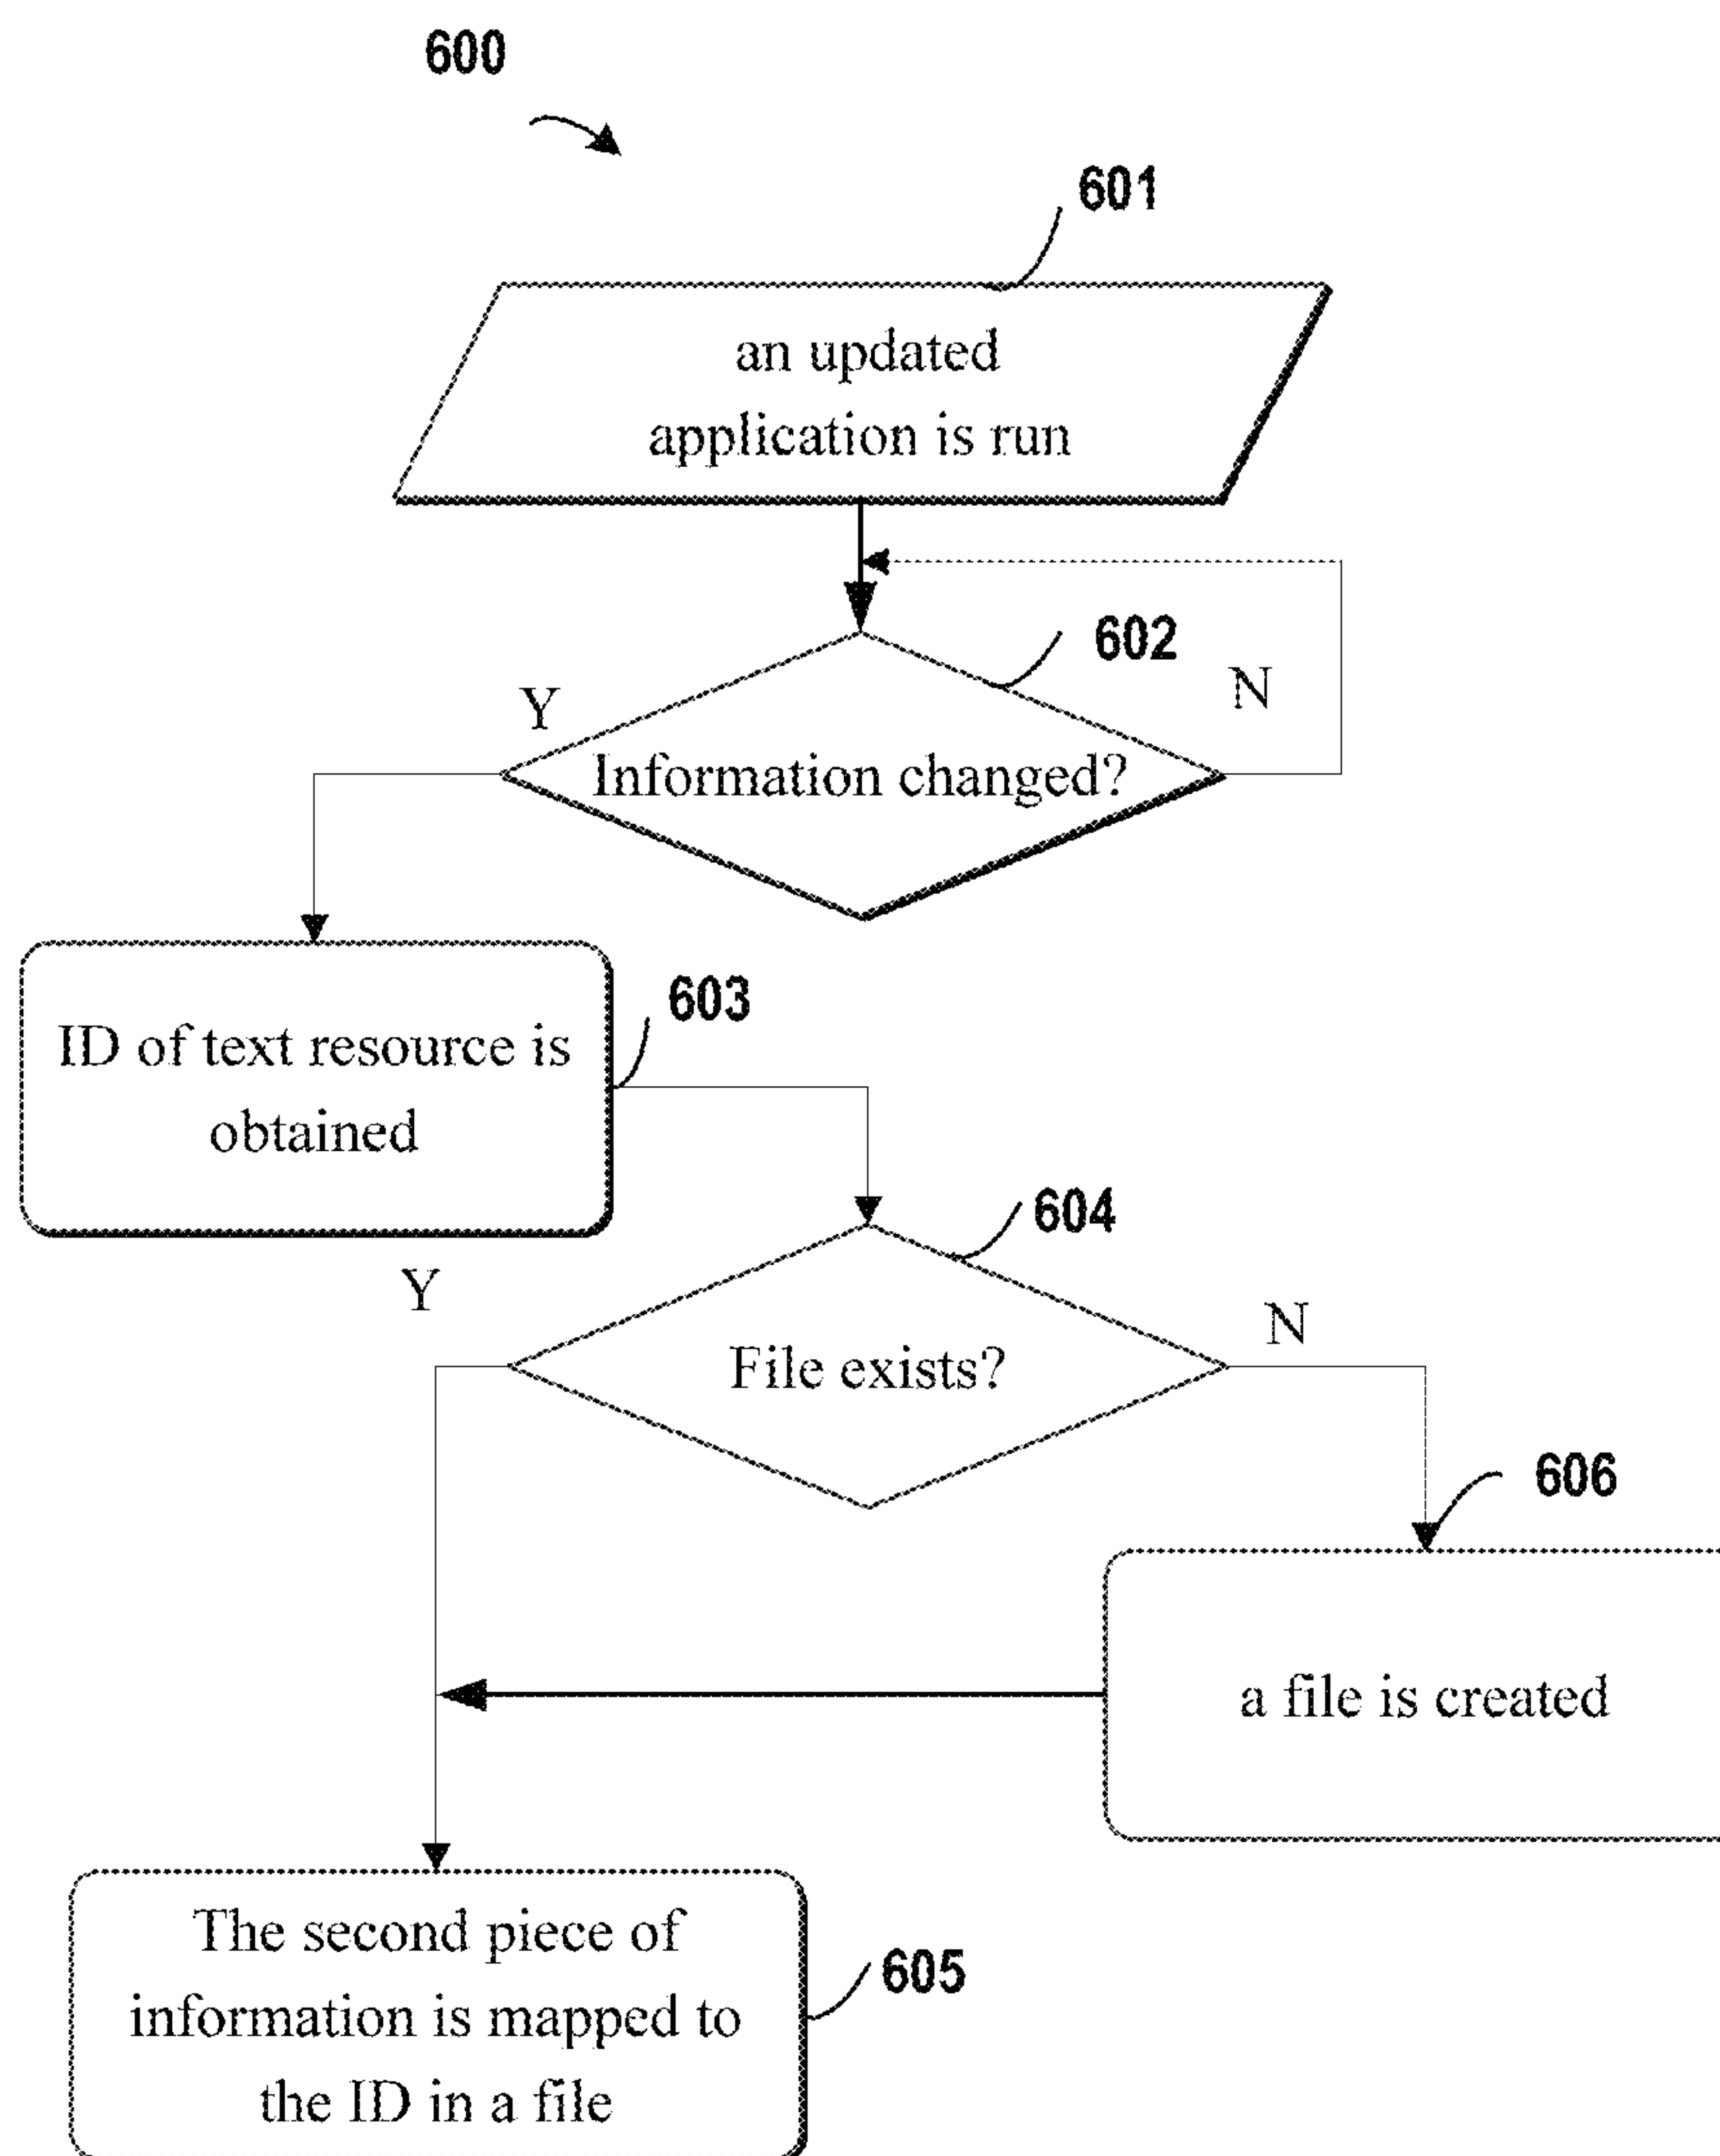 600
601
an updated
application is run
602
Y
N
Information changed?
603
ID of text resource is
obtained
604
Y
N
File exists?
606
a file is created
605
The second piece of
information is mapped to
the ID in a file